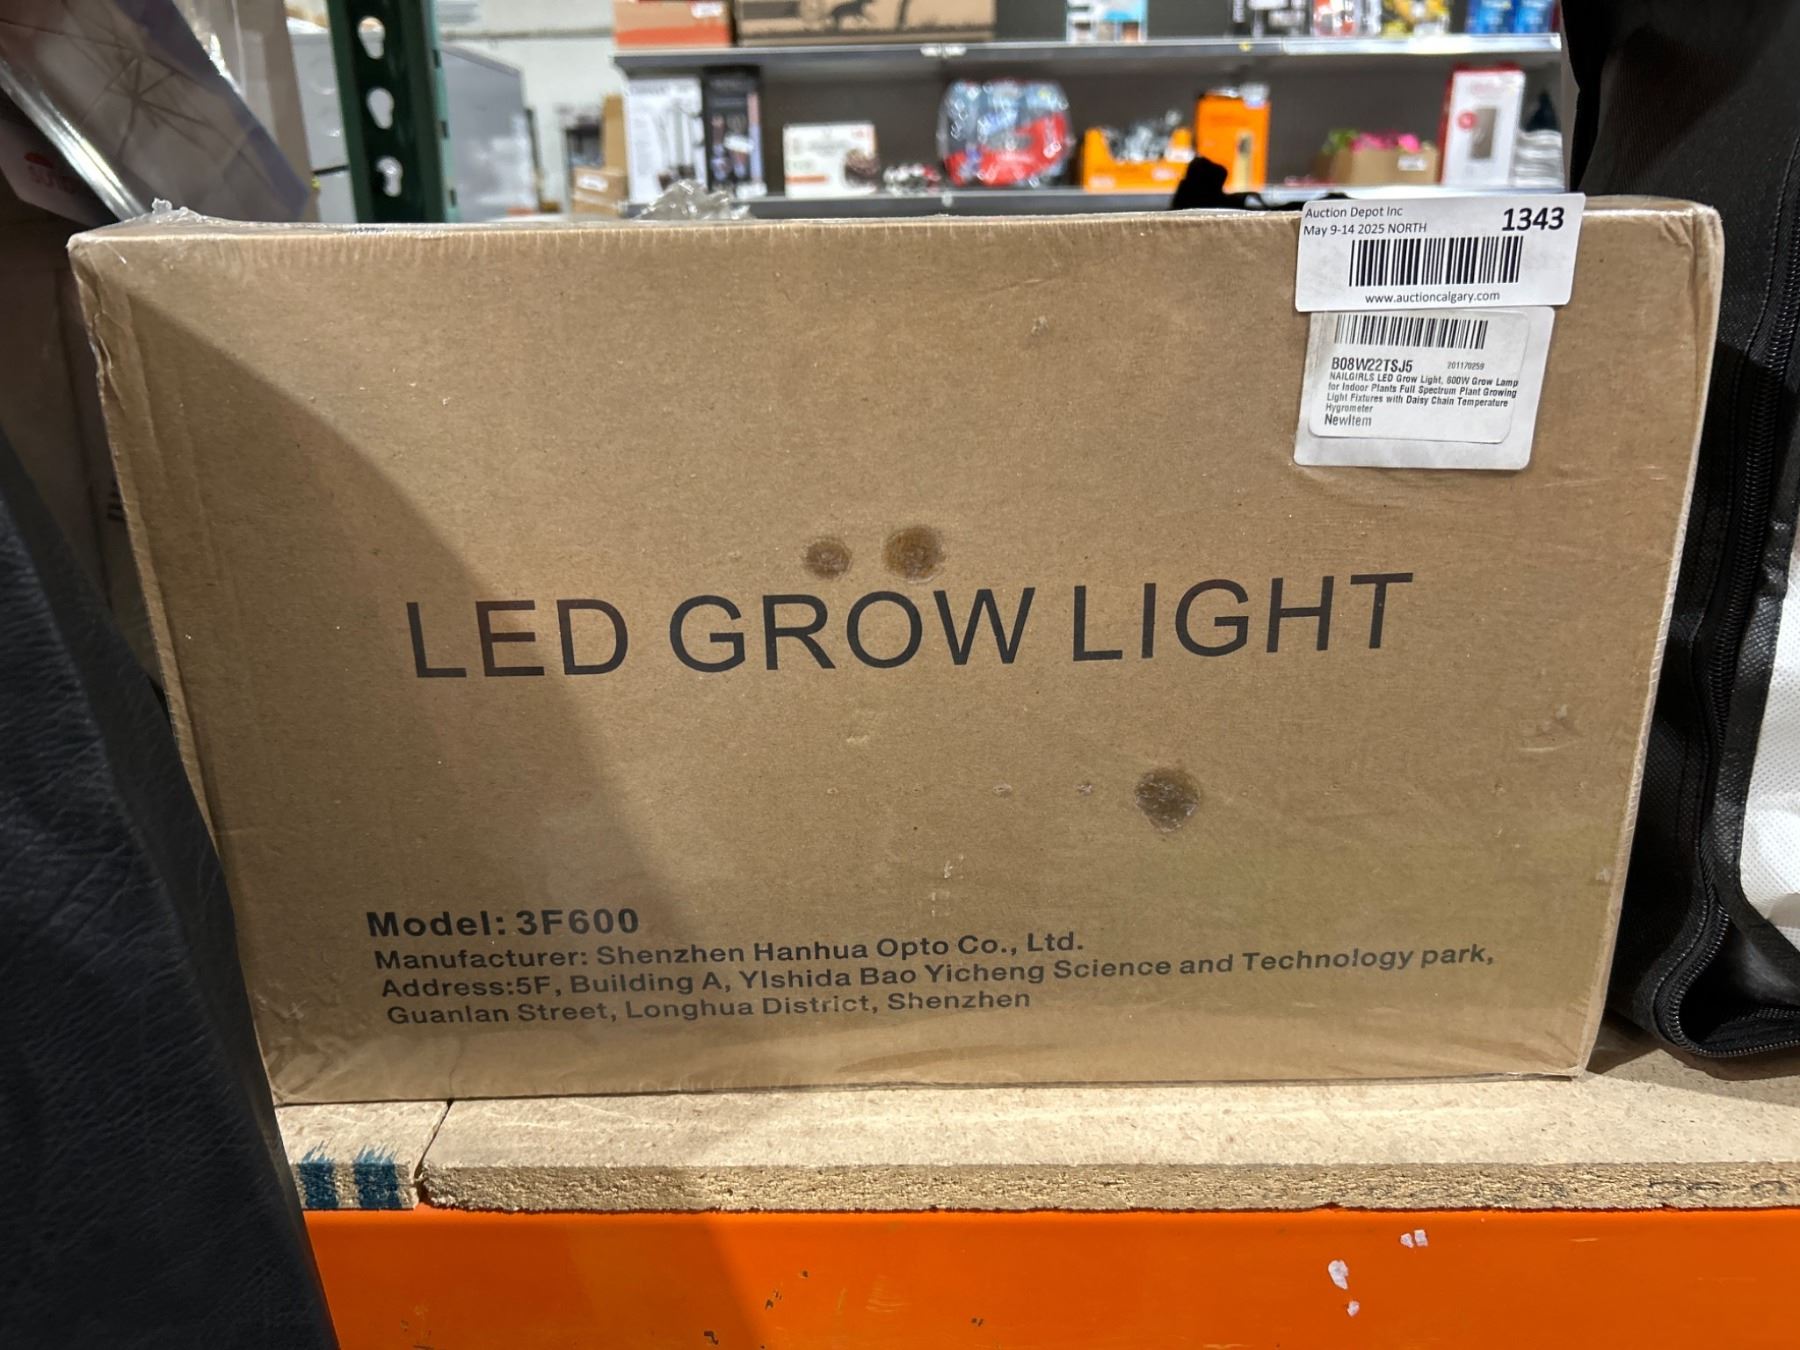 Auction Depot Inc
1343
May 9-14 2025 NORTH
www.auctioncalgary.com
B08W22TSJ5 201170259
NAILGIRLS LED Grow Light, 600W Grow Lamp
for Indoor Plants Full Spectrum Plant Growing
Light Fixtures with Daisy Chain Temperature
Hygrometer
NewItem
LED GROW LIGHT
Model: 3F600
Manufacturer: Shenzhen Hanhua Opto Co., Ltd.
Address:5F, Building A, YIshida Bao Yicheng Science and Technology park,
Guanlan Street, Longhua District, Shenzhen